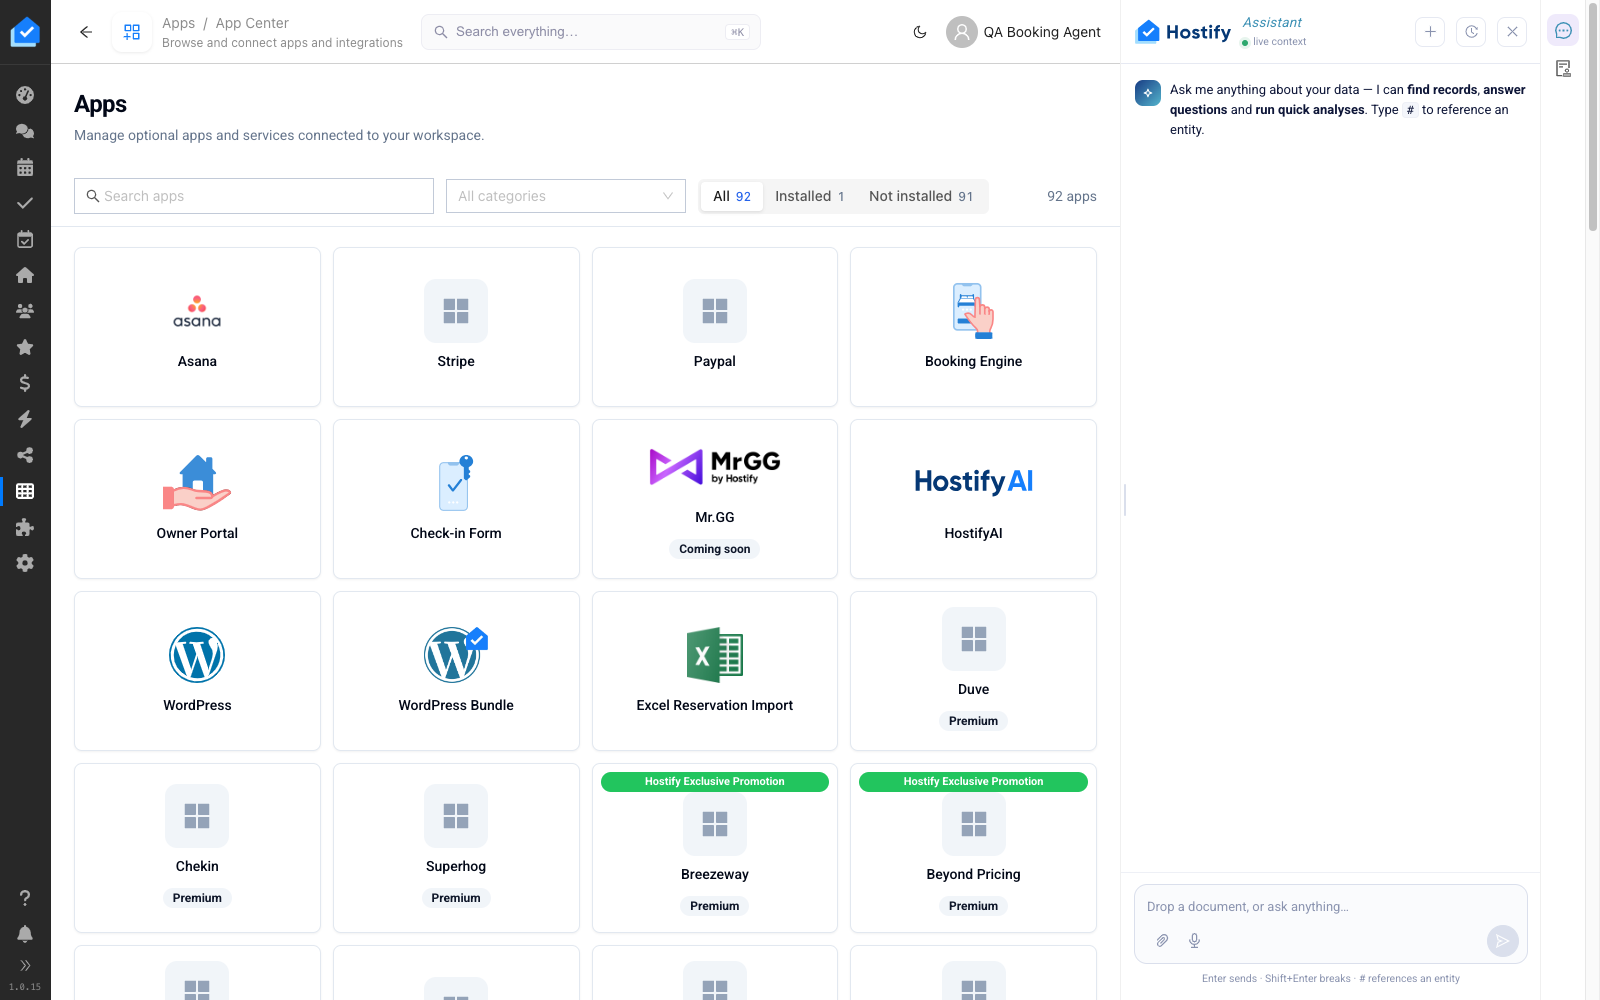 Apps / App Center
Browse and connect apps and integrations
Search everything...
⌘K
QA Booking Agent
Hostify Assistant
live context
Apps
Manage optional apps and services connected to your workspace.
Search apps
All categories
All 92
Installed 1
Not installed 91
92 apps
Ask me anything about your data — I can find records, answer
questions and run quick analyses. Type # to reference an
entity.
asana
Asana
Stripe
Paypal
Booking Engine
Owner Portal
Check-in Form
MrGG
by Hostify
Mr.GG
Coming soon
Hostify AI
HostifyAI
WordPress
WordPress Bundle
Excel Reservation Import
Duve
Premium
Chekin
Premium
Superhog
Premium
Hostify Exclusive Promotion
Breezeway
Premium
Hostify Exclusive Promotion
Beyond Pricing
Premium
Drop a document, or ask anything...
Enter sends · Shift+Enter breaks · # references an entity
1.0.15